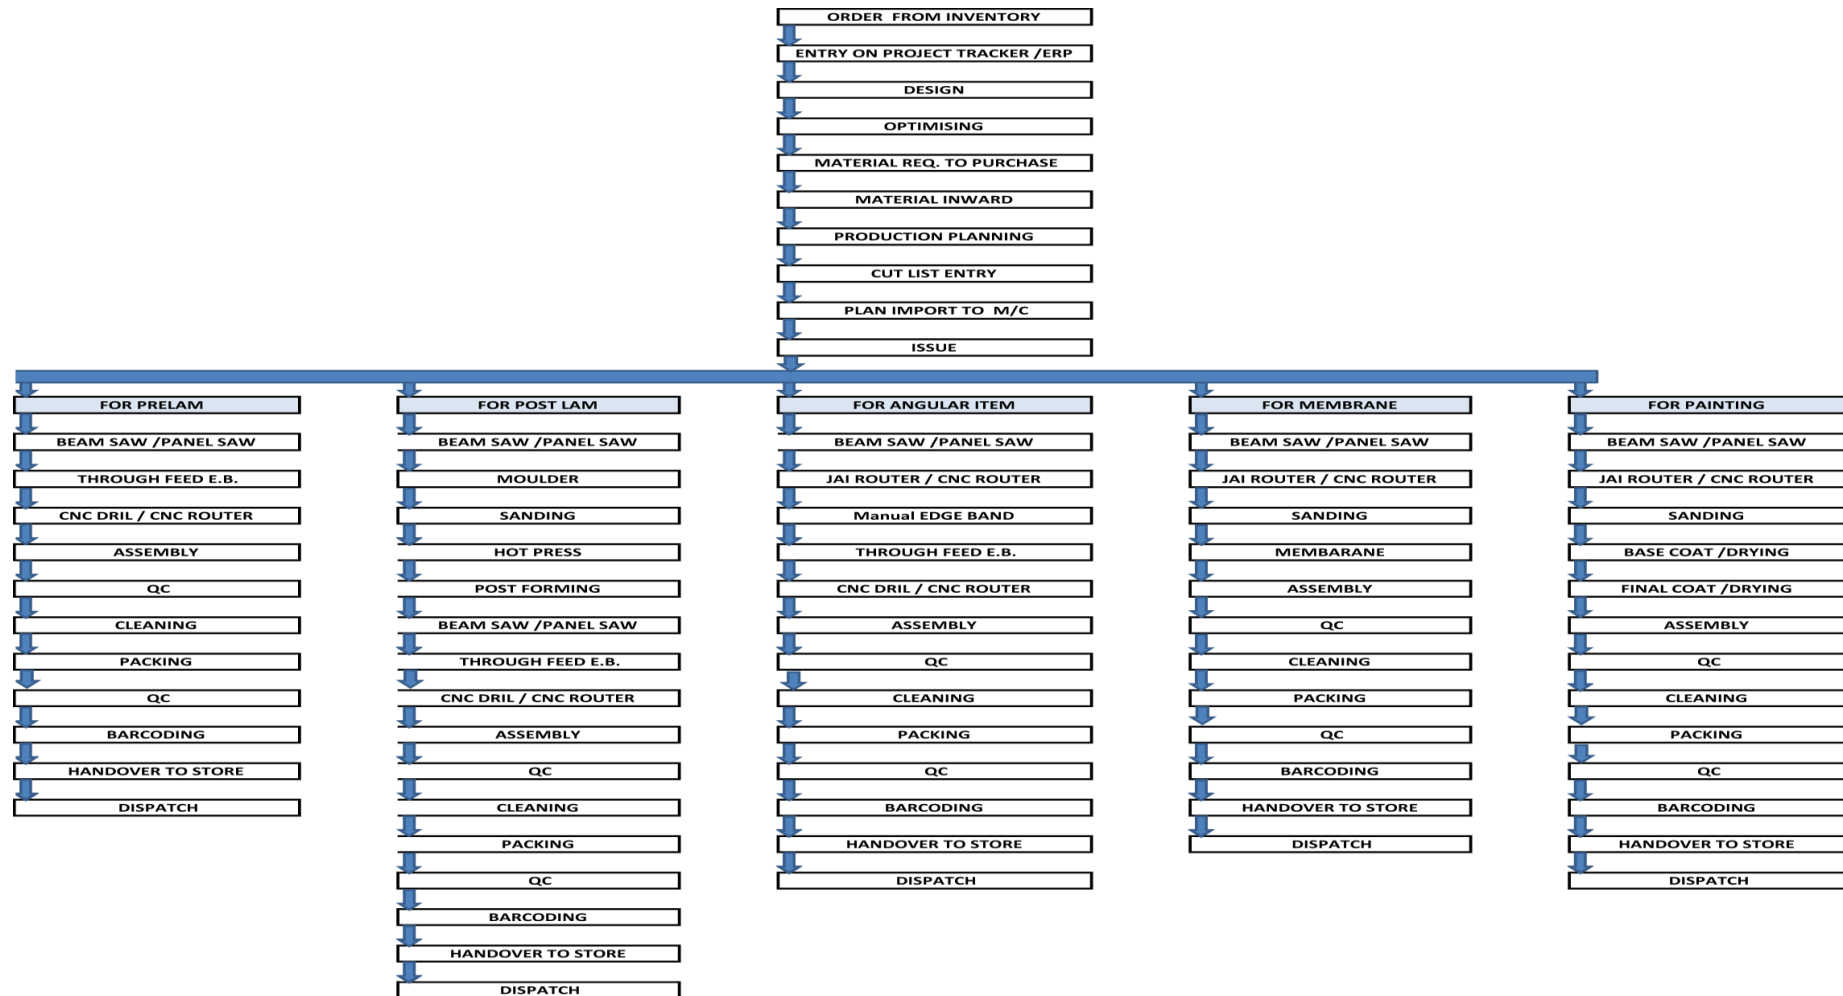 ORDER FROM INVENTORY
ENTRY ON PROJECT TRACKER /ERP
DESIGN
OPTIMISING
MATERIAL REQ. TO PURCHASE
MATERIAL INWARD
PRODUCTION PLANNING
CUT LIST ENTRY
PLAN IMPORT TO M/C
ISSUE
FOR PRELAM
BEAM SAW /PANEL SAW
THROUGH FEED E.B.
CNC DRIL / CNC ROUTER
ASSEMBLY
QC
CLEANING
PACKING
QC
BARCODING
HANDOVER TO STORE
DISPATCH
FOR POST LAM
BEAM SAW /PANEL SAW
MOULDER
SANDING
HOT PRESS
POST FORMING
BEAM SAW /PANEL SAW
THROUGH FEED E.B.
CNC DRIL / CNC ROUTER
ASSEMBLY
QC
CLEANING
PACKING
QC
BARCODING
HANDOVER TO STORE
DISPATCH
FOR ANGULAR ITEM
BEAM SAW /PANEL SAW
JAI ROUTER / CNC ROUTER
Manual EDGE BAND
THROUGH FEED E.B.
CNC DRIL / CNC ROUTER
ASSEMBLY
QC
CLEANING
PACKING
QC
BARCODING
HANDOVER TO STORE
DISPATCH
FOR MEMBRANE
BEAM SAW /PANEL SAW
JAI ROUTER / CNC ROUTER
SANDING
MEMBARANE
ASSEMBLY
QC
CLEANING
PACKING
QC
BARCODING
HANDOVER TO STORE
DISPATCH
FOR PAINTING
BEAM SAW /PANEL SAW
JAI ROUTER / CNC ROUTER
SANDING
BASE COAT /DRYING
FINAL COAT /DRYING
ASSEMBLY
QC
CLEANING
PACKING
QC
BARCODING
HANDOVER TO STORE
DISPATCH